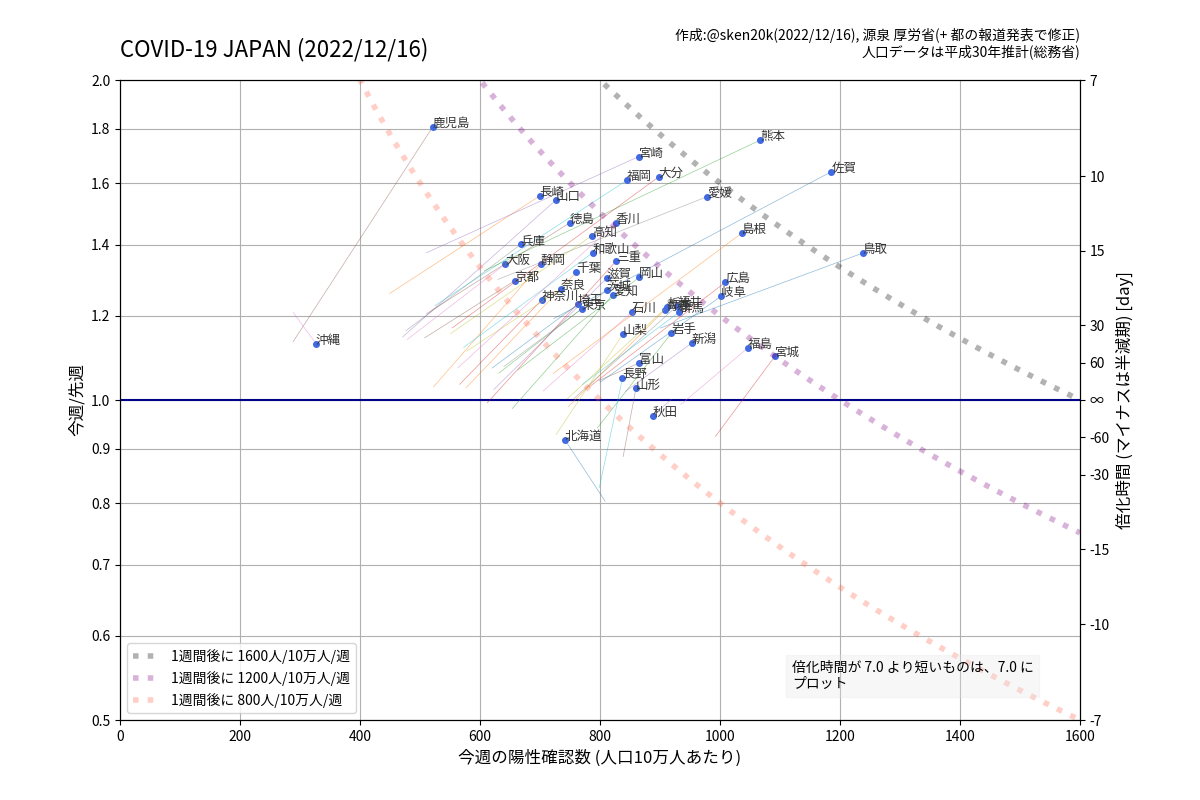 COVID-19 JAPAN (2022/12/16)
作成:@sken20k(2022/12/16), 源泉 厚労省(+ 都の報道発表で修正)
人口データは平成30年推計(総務省)
2.0
1.8
1.6
1.4
1.2
1.0
0.9
0.8
0.7
0.6
0.5
今週/先週
鹿児島
熊本
宮崎
佐賀
福岡
大分
長崎
山口
愛媛
徳島
香川
島根
高知
兵庫
和歌山
鳥取
大阪
静岡
三重
千葉
京都
滋賀
岡山
広島
奈良
茨城
愛知
神奈川
埼玉
東京
岐阜
石川
福井
群馬
沖縄
山梨
岩手
新潟
福島
宮城
富山
長野
山形
秋田
北海道
7
10
15
30
60
∞
-60
-30
-15
-10
-7
倍化時間 (マイナスは半減期) [day]
1週間後に 1600人/10万人/週
1週間後に 1200人/10万人/週
1週間後に 800人/10万人/週
倍化時間が 7.0 より短いものは、7.0 に
プロット
0 200 400 600 800 1000 1200 1400 1600
今週の陽性確認数 (人口10万人あたり)